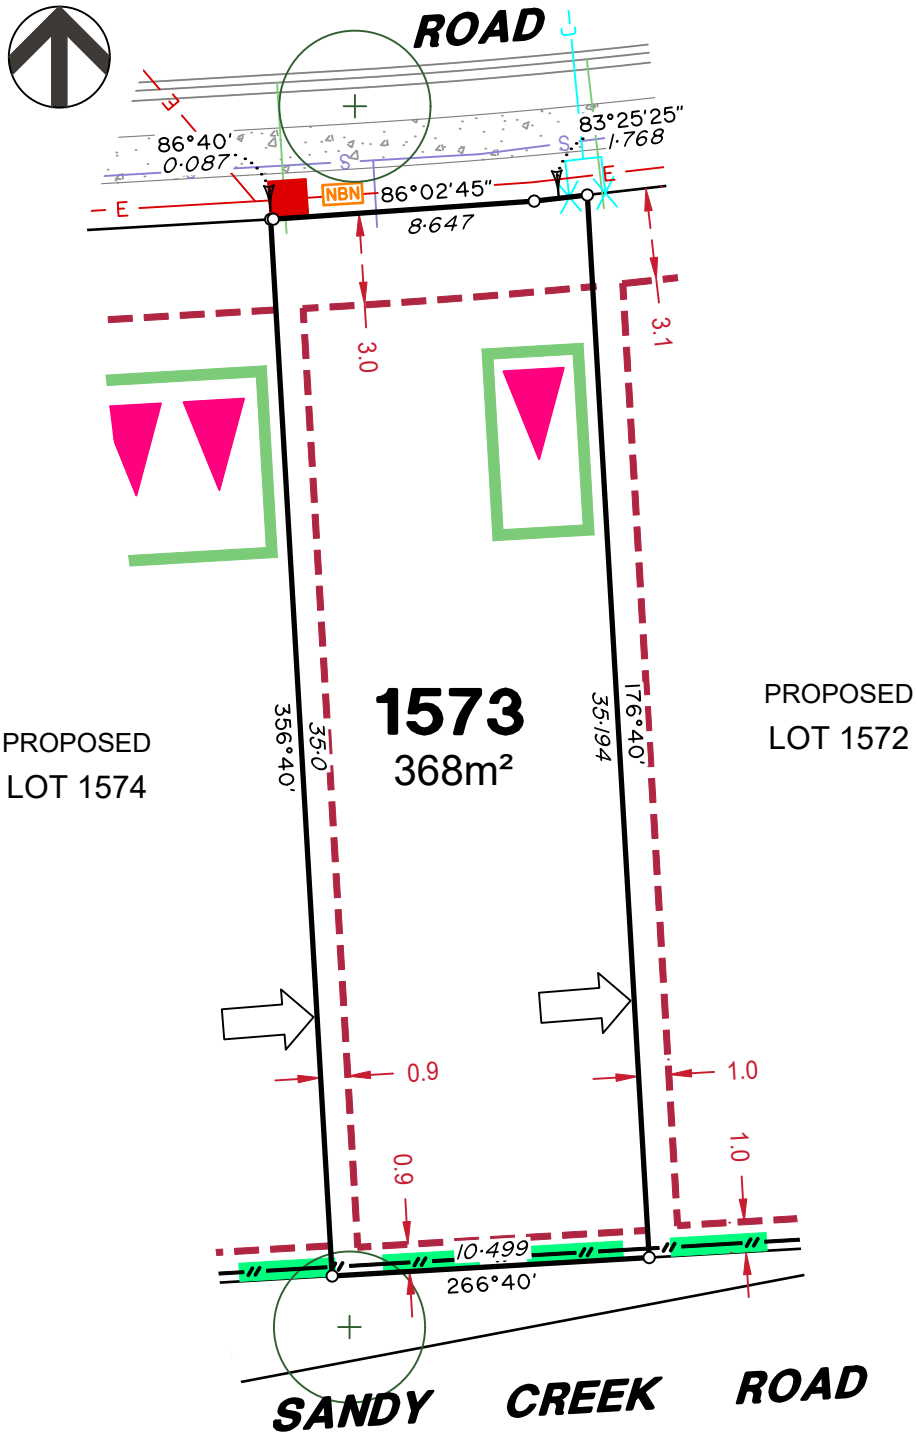 ROAD
E
86°40'
0·087
S
S
83°25'25"
1·768
E
E
NBN
86°02'45"
8·647
3.0
3.1
1573
368m²
356°40'
35·0
35·194
176°40'
PROPOSED
LOT 1574
PROPOSED
LOT 1572
0.9
1.0
0.9
1.0
10·499
266°40'
SANDY CREEK ROAD